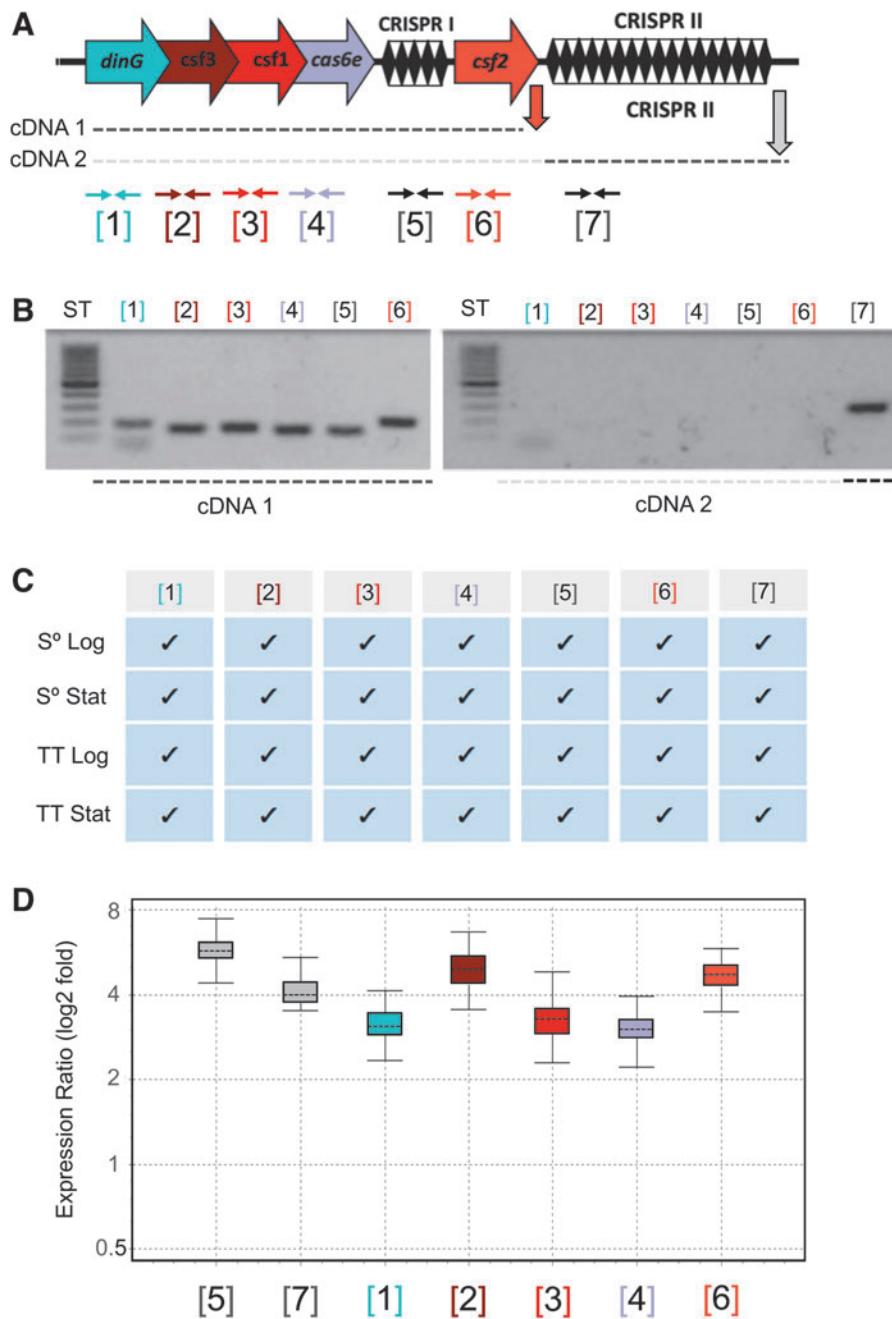 A
CRISPR I
CRISPR II
dinG csf3 csf1 cas6e csf2
CRISPR II
cDNA 1
cDNA 2
[1] [2] [3] [4] [5] [6] [7]
B
ST [1] [2] [3] [4] [5] [6] ST [1] [2] [3] [4] [5] [6] [7]
cDNA 1 cDNA 2
C
[1] [2] [3] [4] [5] [6] [7]
Sº Log ✓ ✓ ✓ ✓ ✓ ✓ ✓
Sº Stat ✓ ✓ ✓ ✓ ✓ ✓ ✓
TT Log ✓ ✓ ✓ ✓ ✓ ✓ ✓
TT Stat ✓ ✓ ✓ ✓ ✓ ✓ ✓
D
Expression Ratio (log2 fold)
8
4
2
1
0.5
[5] [7] [1] [2] [3] [4] [6]